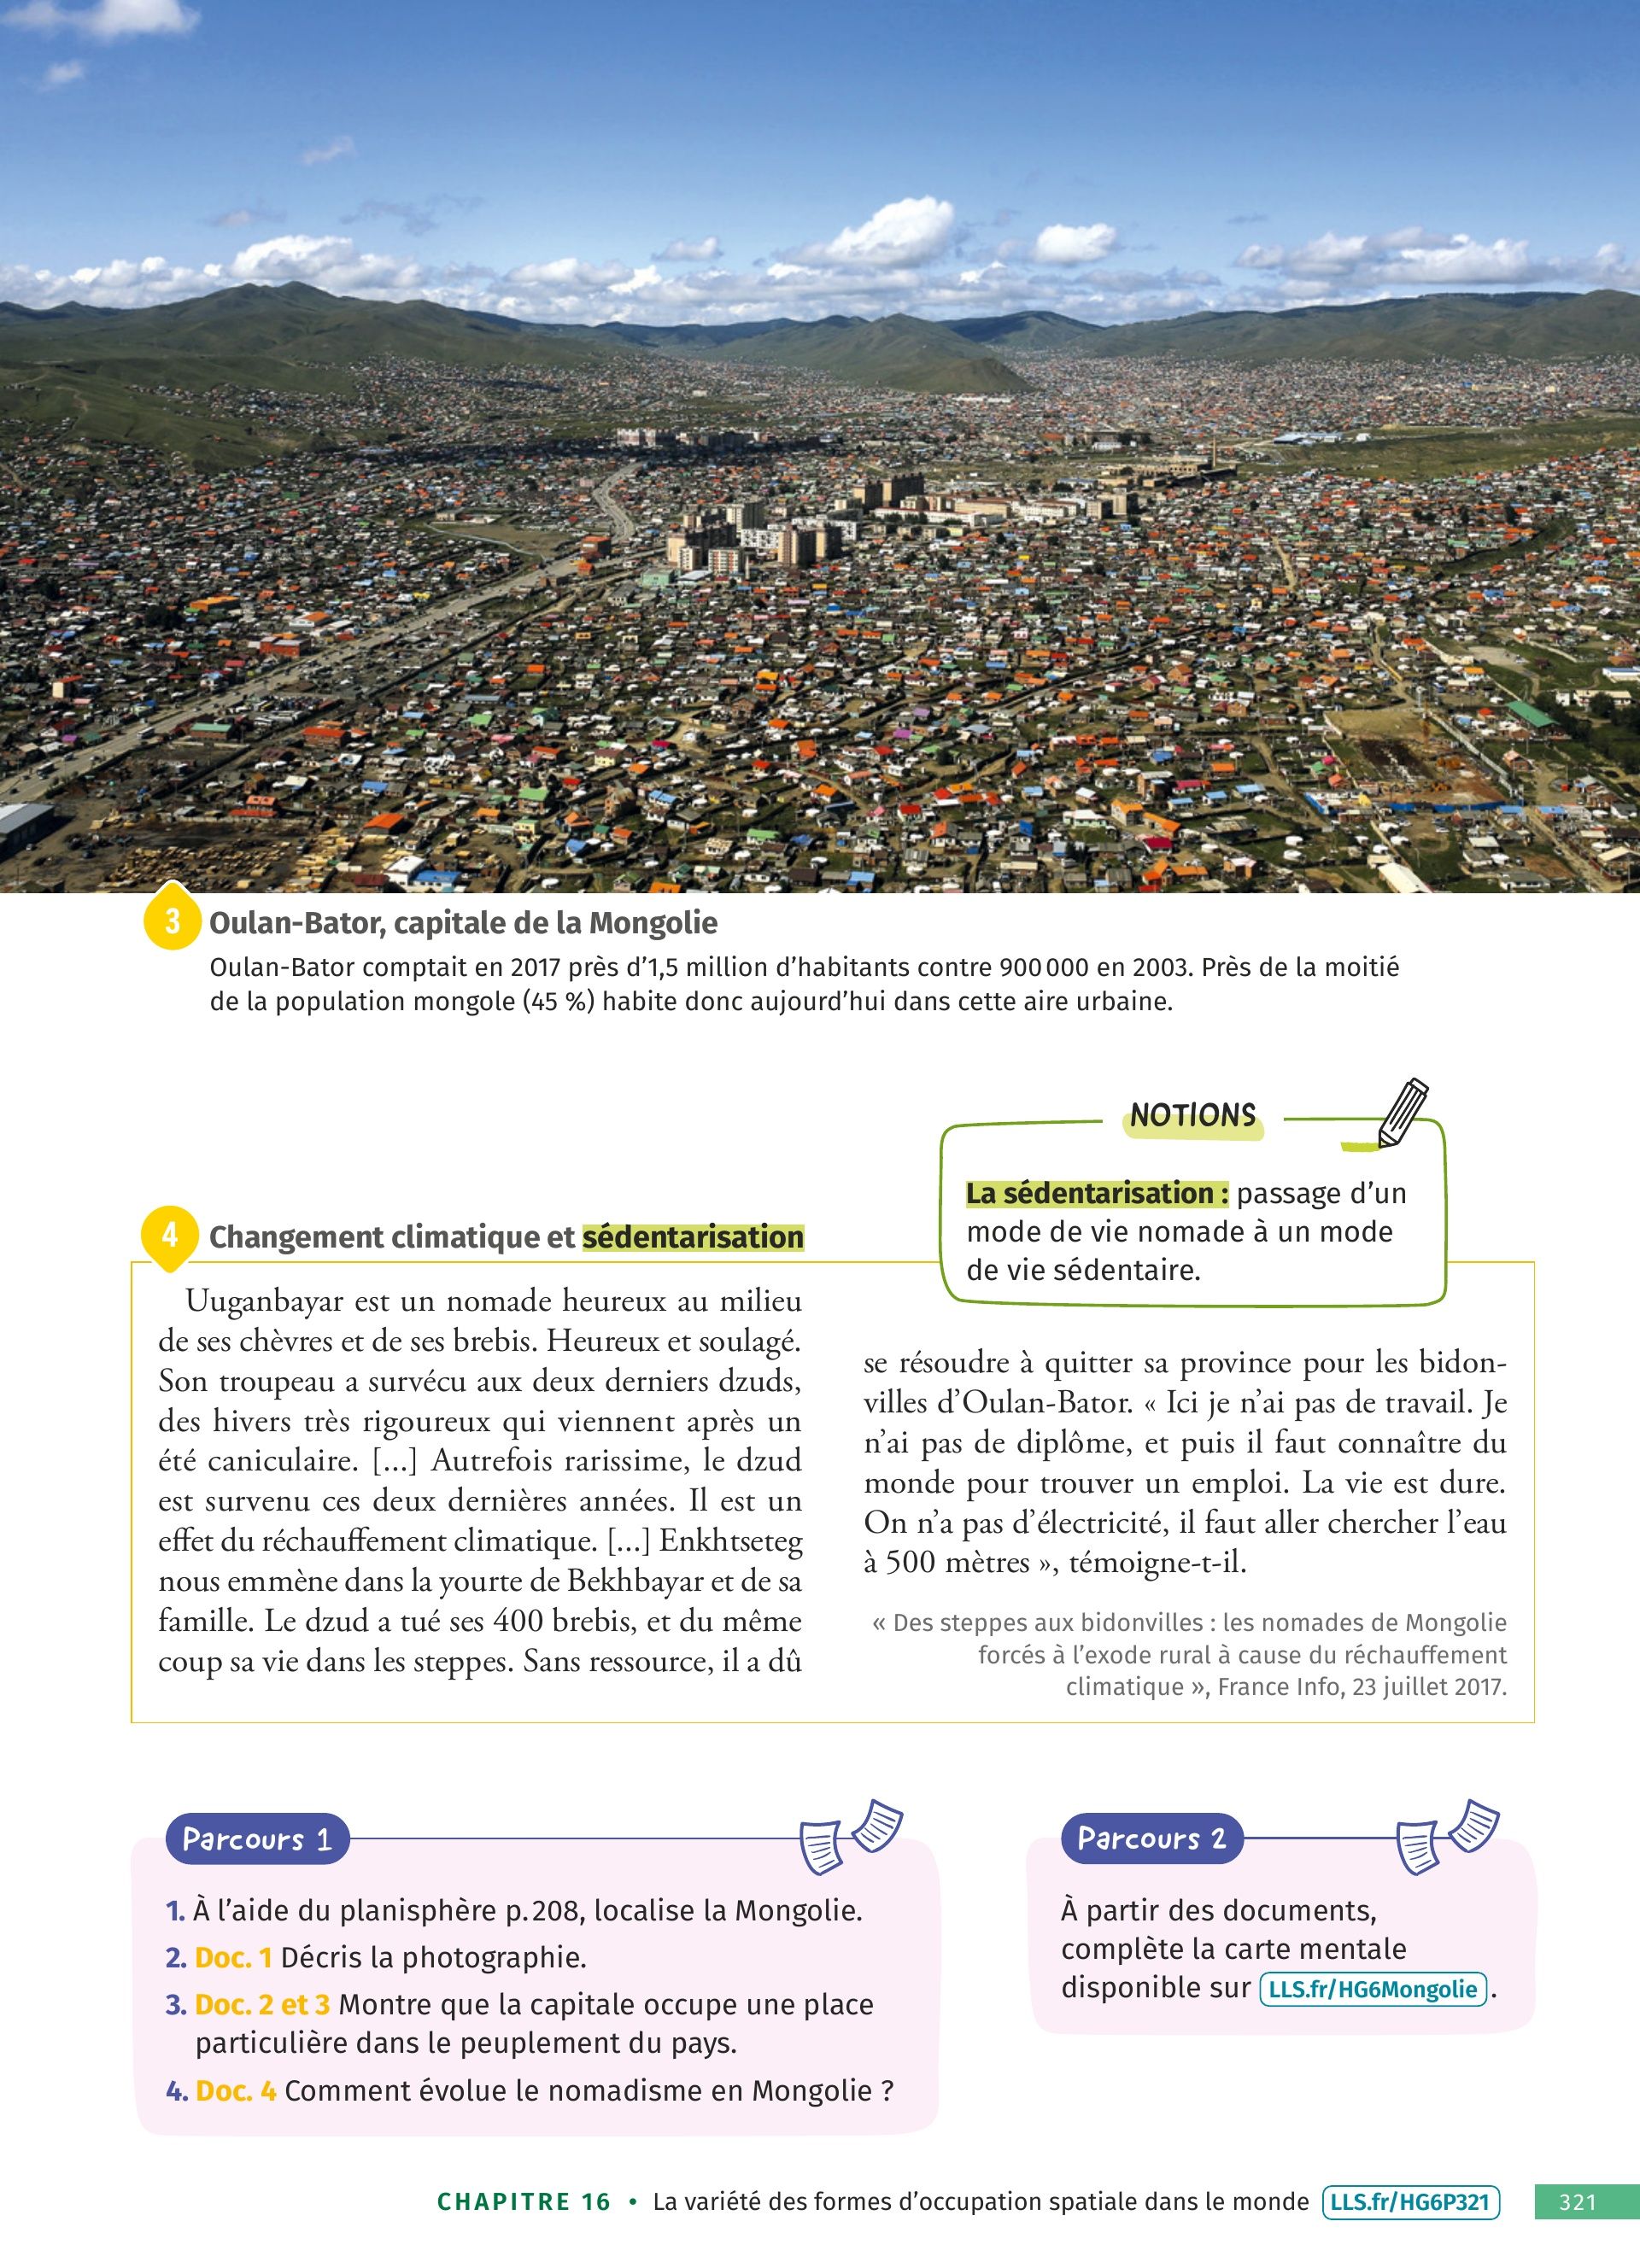 3 Oulan-Bator, capitale de la Mongolie
Oulan-Bator comptait en 2017 près d’1,5 million d’habitants contre 900 000 en 2003. Près de la moitié
de la population mongole (45 %) habite donc aujourd’hui dans cette aire urbaine.
NOTIONS
La sédentarisation : passage d’un
mode de vie nomade à un mode
de vie sédentaire.
4 Changement climatique et sédentarisation
Uuganbayar est un nomade heureux au milieu
de ses chèvres et de ses brebis. Heureux et soulagé.
Son troupeau a survécu aux deux derniers dzuds,
des hivers très rigoureux qui viennent après un
été caniculaire. [...] Autrefois rarissime, le dzud
est survenu ces deux dernières années. Il est un
effet du réchauffement climatique. [...] Enkhtseteg
nous emmène dans la yourte de Bekhbayar et de sa
famille. Le dzud a tué ses 400 brebis, et du même
coup sa vie dans les steppes. Sans ressource, il a dû
se résoudre à quitter sa province pour les bidon-
villes d’Oulan-Bator. « Ici je n’ai pas de travail. Je
n’ai pas de diplôme, et puis il faut connaître du
monde pour trouver un emploi. La vie est dure.
On n’a pas d’électricité, il faut aller chercher l’eau
à 500 mètres », témoigne-t-il.
« Des steppes aux bidonvilles : les nomades de Mongolie
forcés à l’exode rural à cause du réchauffement
climatique », France Info, 23 juillet 2017.
Parcours 1
1. À l’aide du planisphère p. 208, localise la Mongolie.
2. Doc. 1 Décris la photographie.
3. Doc. 2 et 3 Montre que la capitale occupe une place
particulière dans le peuplement du pays.
4. Doc. 4 Comment évolue le nomadisme en Mongolie ?
Parcours 2
À partir des documents,
complète la carte mentale
disponible sur LLS.fr/HG6Mongolie .
CHAPITRE 16 • La variété des formes d’occupation spatiale dans le monde LLS.fr/HG6P321 321